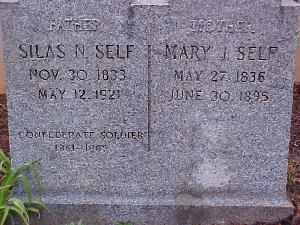 FATHER
SILAS N. SELF
NOV. 30. 1833
MAY 12. 1921
CONFEDERATE SOLDIER
1861-1865
MOTHER
MARY J. SELF
MAY 27. 1836
JUNE 30. 1895